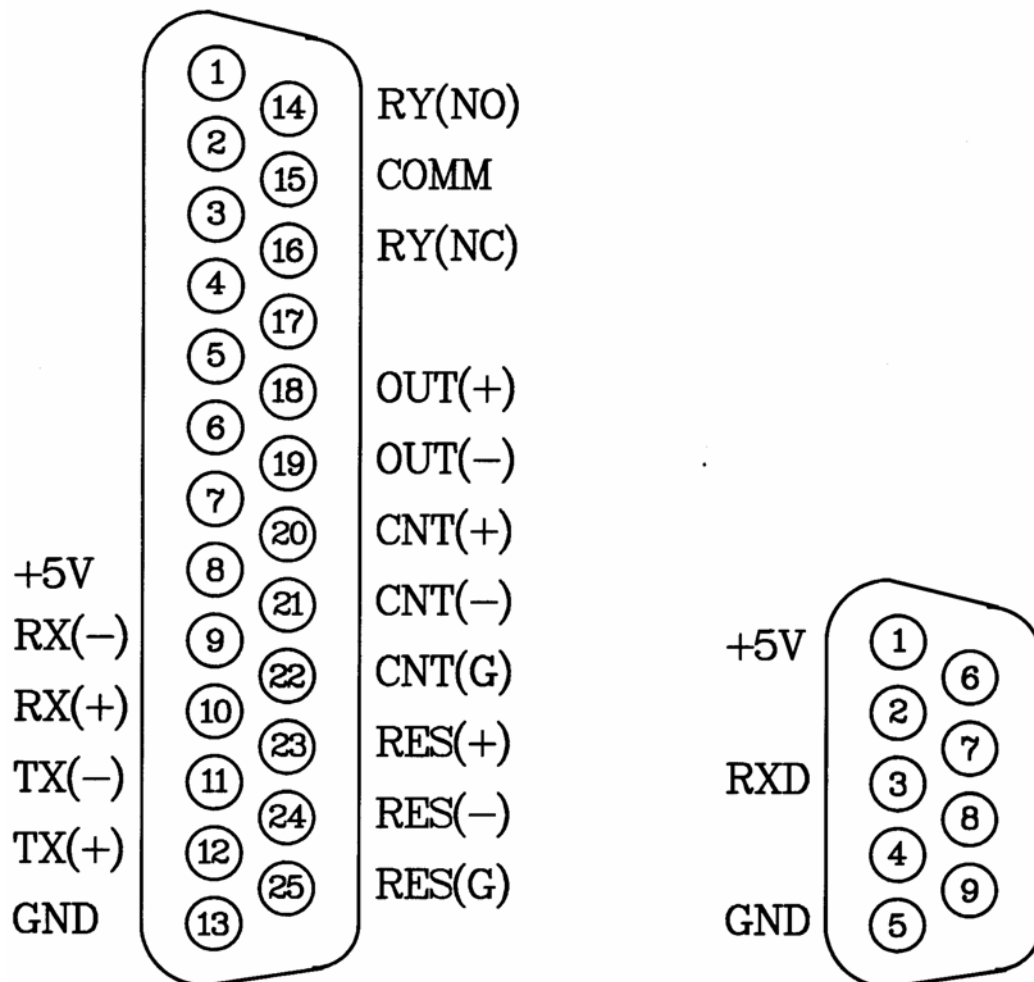 1
14 RY(NO)
2
15 COMM
3
16 RY(NC)
4
17
5
18 OUT(+)
6
19 OUT(−)
7
20 CNT(+)
+5V 8
21 CNT(−)
RX(−) 9
22 CNT(G)
RX(+) 10
23 RES(+)
TX(−) 11
24 RES(−)
TX(+) 12
25 RES(G)
GND 13
+5V 1
6
2
7
RXD 3
8
4
9
GND 5